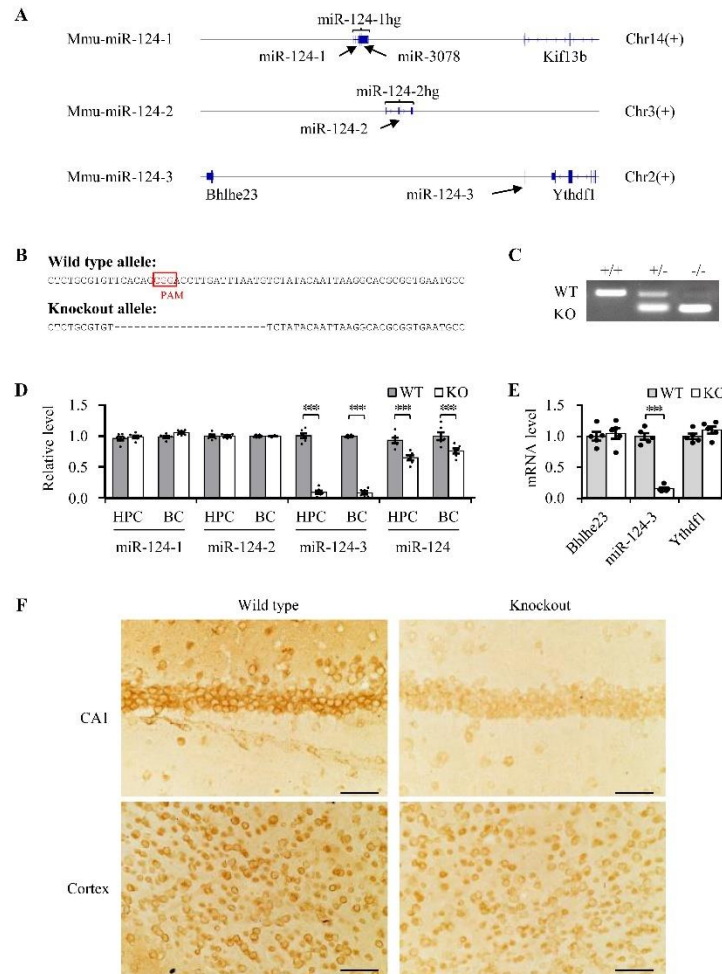 A
miR-124-1hg
Mmu-miR-124-1 Chr14(+)
miR-124-1 miR-3078 Kif13b
miR-124-2hg
Mmu-miR-124-2 Chr3(+)
miR-124-2
Mmu-miR-124-3 Chr2(+)
Bhlhe23 miR-124-3 Ythdf1
B
Wild type allele:
CTCTGCGTGTTCACAGCGGACCTTGATTTAATGTCTATACAATTAAGGCACGCGGTGAATGCC
PAM
Knockout allele:
CTCTGCGTGT-----------------------TCTATACAATTAAGGCACGCGGTGAATGCC
C
+/+ +/- -/-
WT
KO
D
WT KO
*** *** *** ***
Relative level
1.5
1.0
0.5
0.0
HPC BC HPC BC HPC BC HPC BC
miR-124-1 miR-124-2 miR-124-3 miR-124
E
WT KO
***
mRNA level
1.5
1.0
0.5
0.0
Bhlhe23 miR-124-3 Ythdf1
F
Wild type Knockout
CA1
Cortex